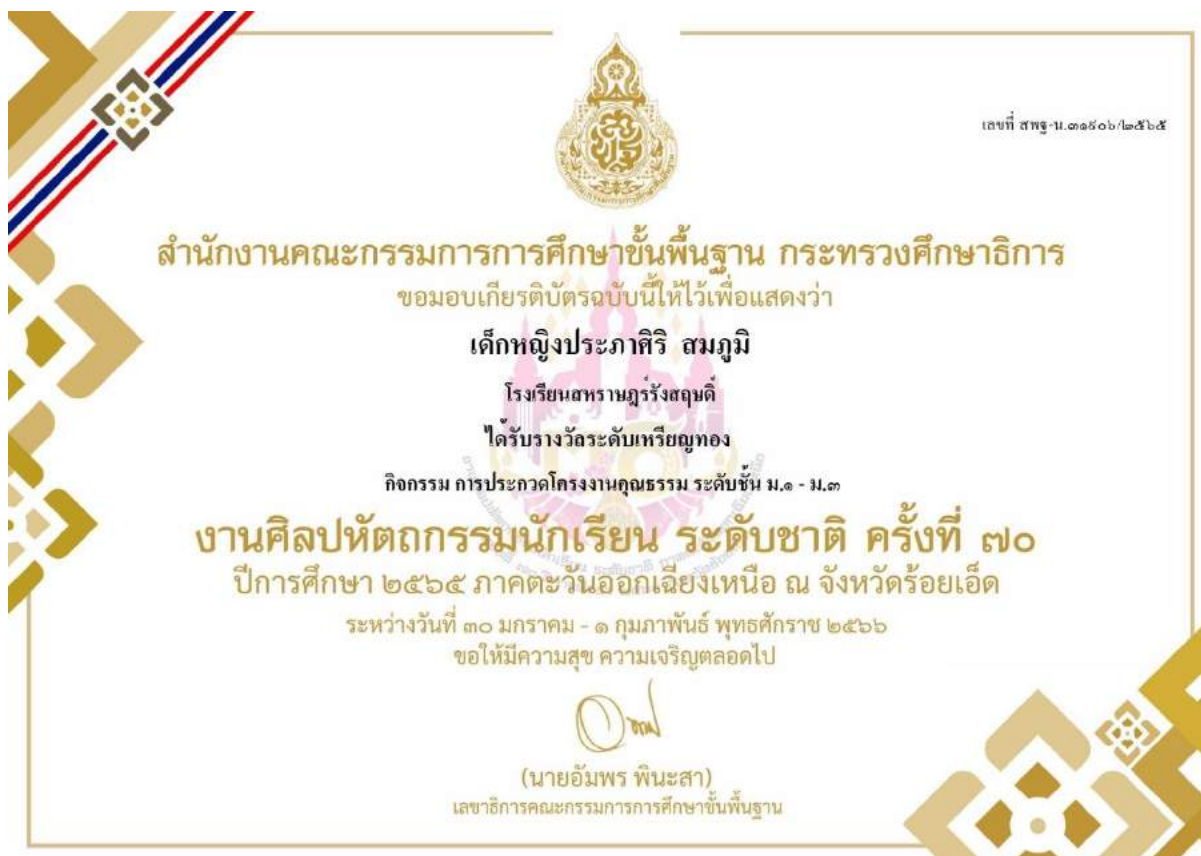 เลขที่ สพฐ-น.๓๑๙๐๖/๒๕๖๕
สำนักงานคณะกรรมการการศึกษาขั้นพื้นฐาน กระทรวงศึกษาธิการ
ขอมอบเกียรติบัตรฉบับนี้ให้ไว้เพื่อแสดงว่า
เด็กหญิงประภาศิริ สมภูมิ
โรงเรียนสหราษฎร์รังสฤษดิ์
ได้รับรางวัลระดับเหรียญทอง
กิจกรรม การประกวดโครงงานคุณธรรม ระดับชั้น ม.๑ - ม.๓
งานศิลปหัตถกรรมนักเรียน ระดับชาติ ครั้งที่ ๗๐
ปีการศึกษา ๒๕๖๕ ภาคตะวันออกเฉียงเหนือ ณ จังหวัดร้อยเอ็ด
ระหว่างวันที่ ๓๐ มกราคม - ๑ กุมภาพันธ์ พุทธศักราช ๒๕๖๖
ขอให้มีความสุข ความเจริญตลอดไป
(นายอัมพร พินะสา)
เลขาธิการคณะกรรมการการศึกษาขั้นพื้นฐาน